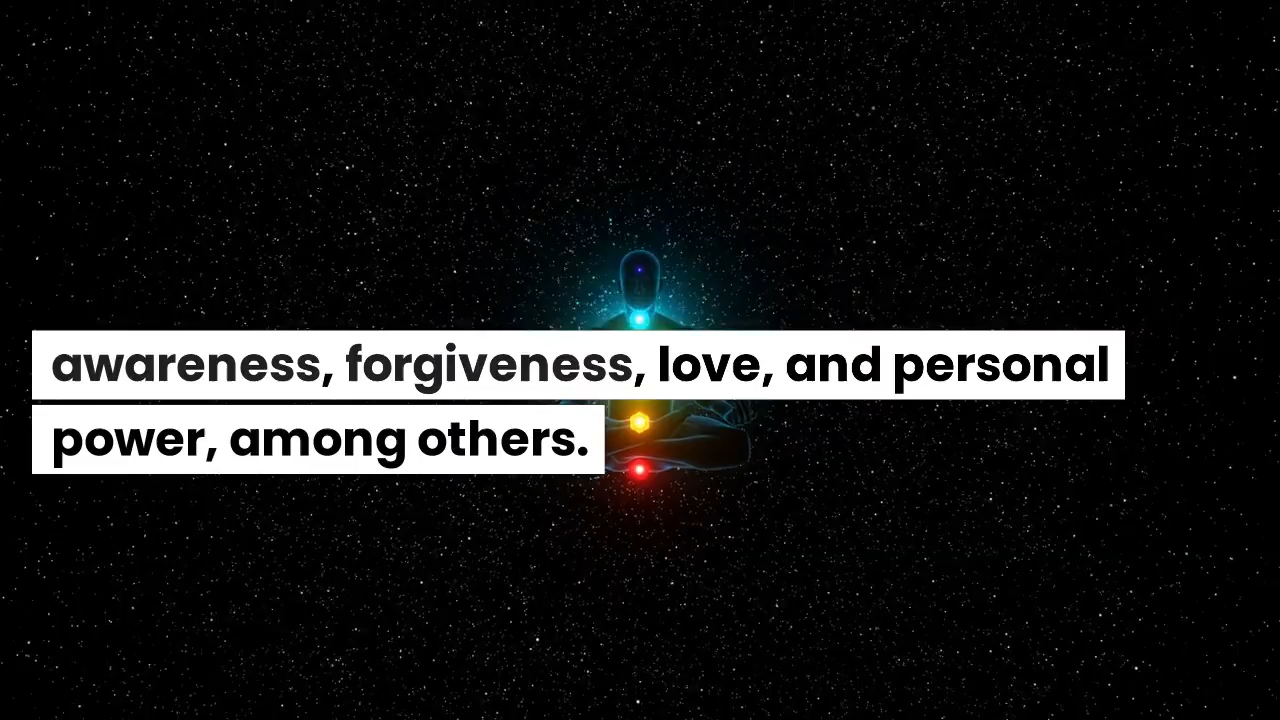 awareness, forgiveness, love, and personal
power, among others.